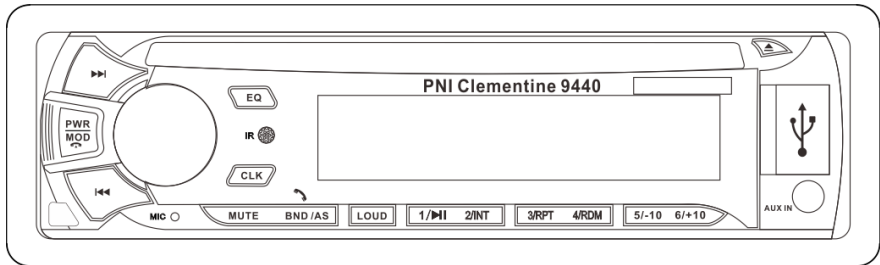 PNI Clementine 9440
EQ
PWR
MOD
IR
CLK
MIC
MUTE
BND /AS
LOUD
1/⏯
2/INT
3/RPT
4/RDM
5/-10
6/+10
AUX IN